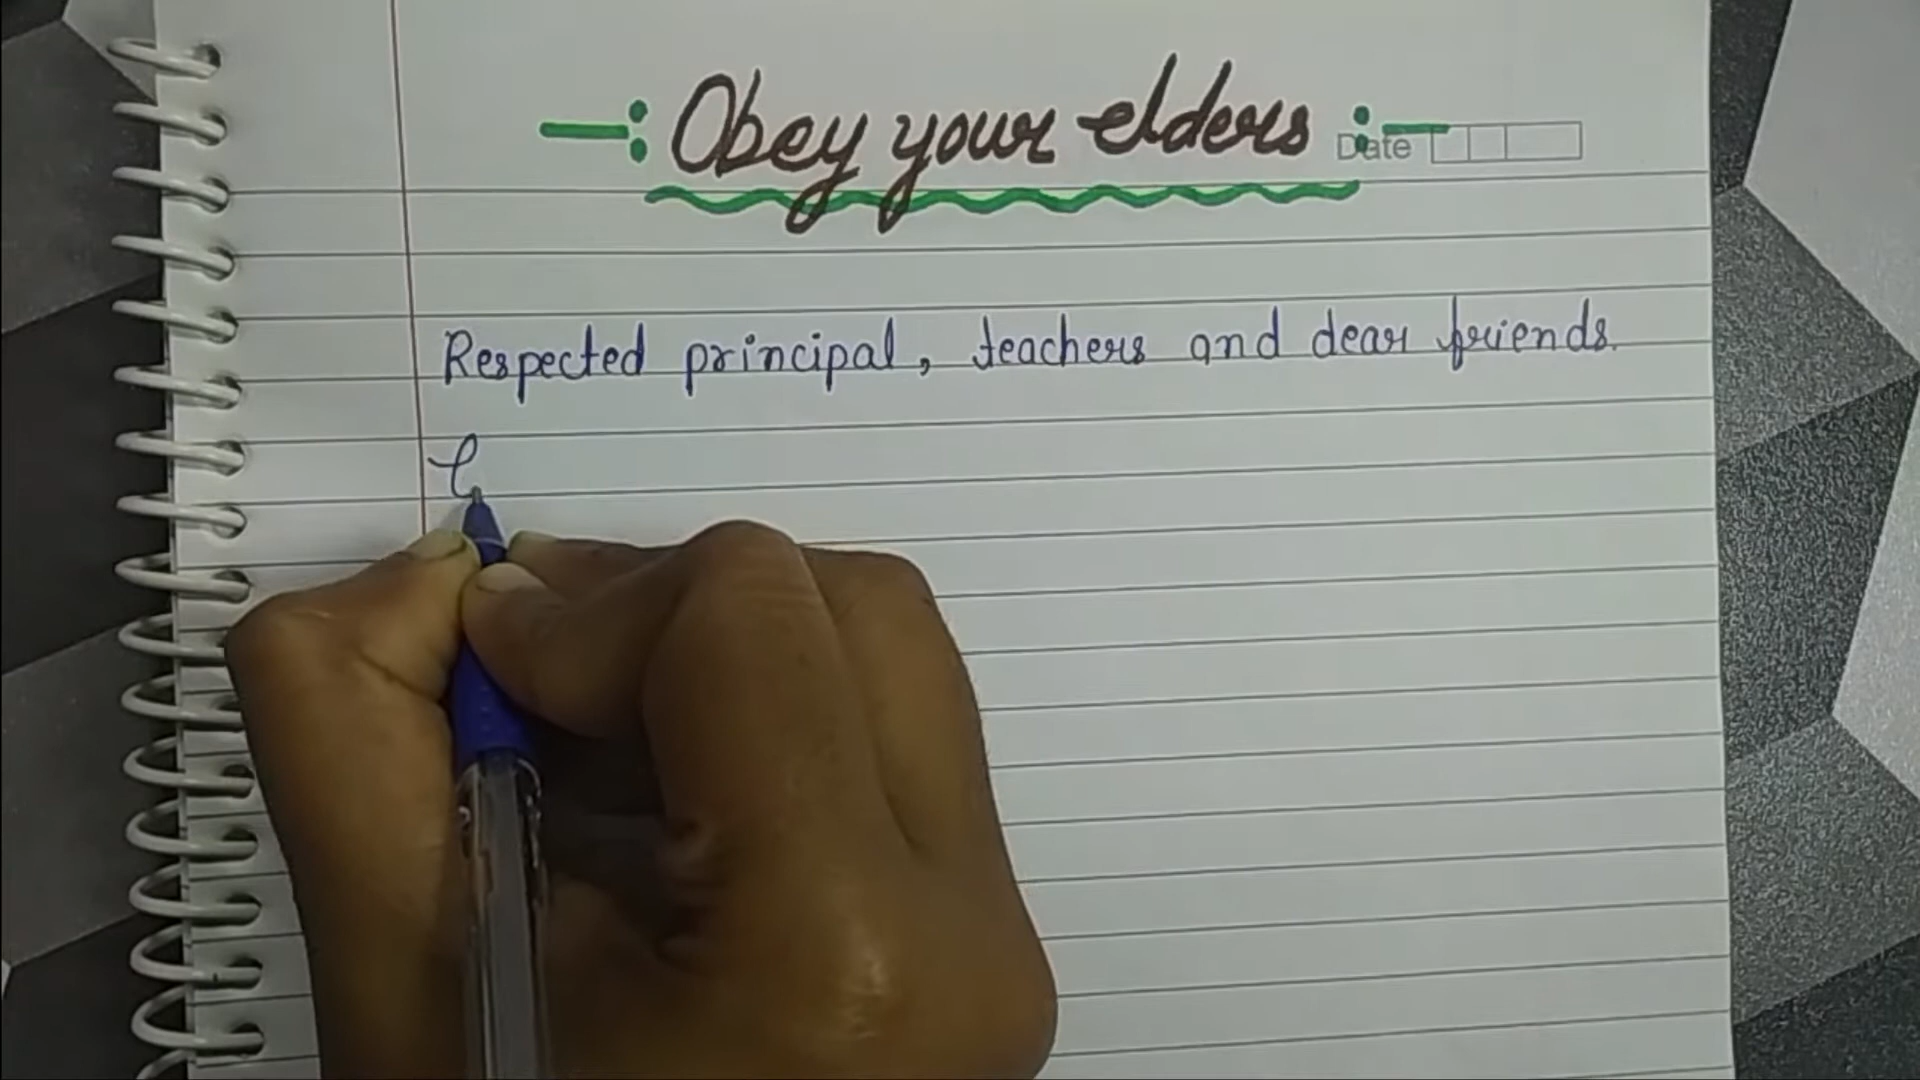 —: Obey your elders :—
Date
Respected principal, teachers and dear friends.